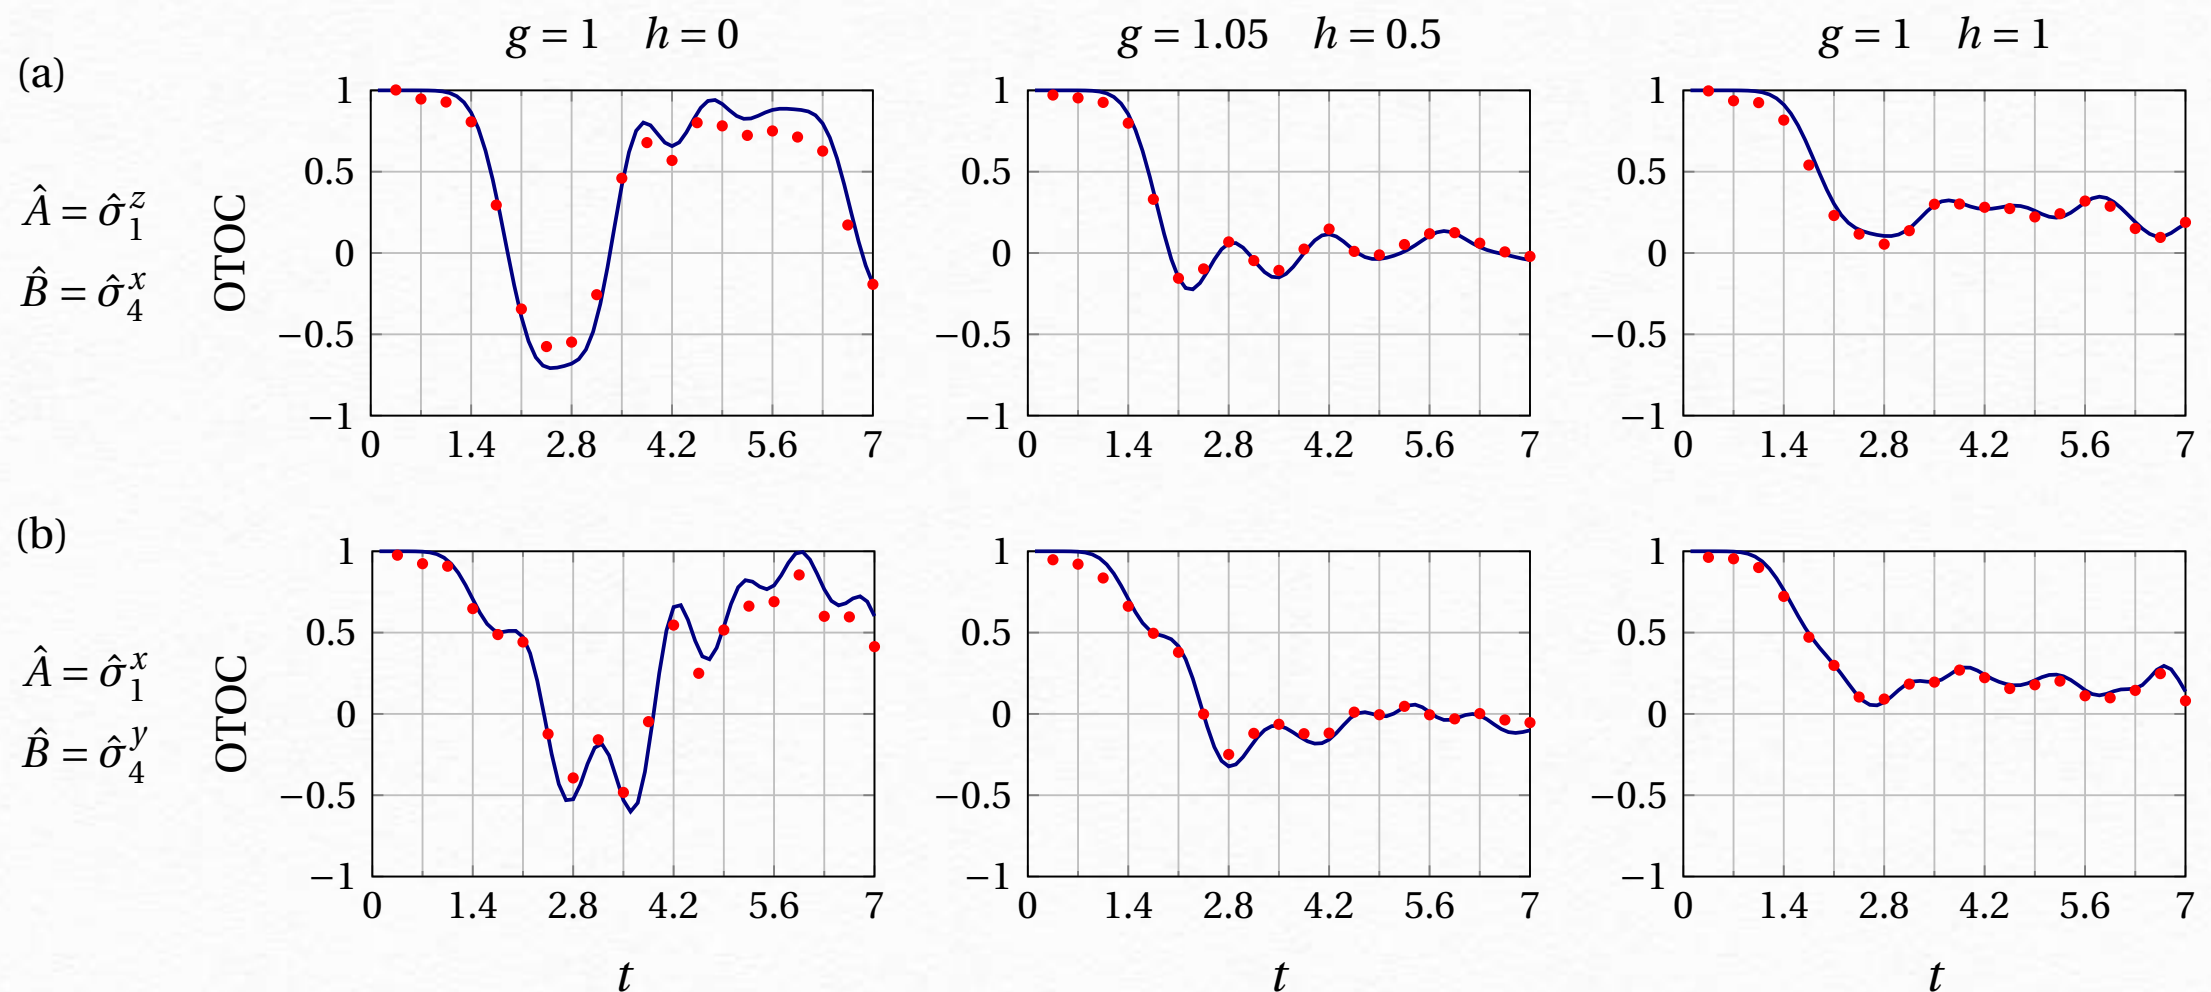 g = 1 h = 0
g = 1.05 h = 0.5
g = 1 h = 1
(a)
Â = σ̂₁ᶻ
B̂ = σ̂₄ˣ
OTOC
1
0.5
0
−0.5
−1
0 1.4 2.8 4.2 5.6 7
1
0.5
0
−0.5
−1
0 1.4 2.8 4.2 5.6 7
1
0.5
0
−0.5
−1
0 1.4 2.8 4.2 5.6 7
(b)
Â = σ̂₁ˣ
B̂ = σ̂₄ʸ
OTOC
1
0.5
0
−0.5
−1
0 1.4 2.8 4.2 5.6 7
t
1
0.5
0
−0.5
−1
0 1.4 2.8 4.2 5.6 7
t
1
0.5
0
−0.5
−1
0 1.4 2.8 4.2 5.6 7
t